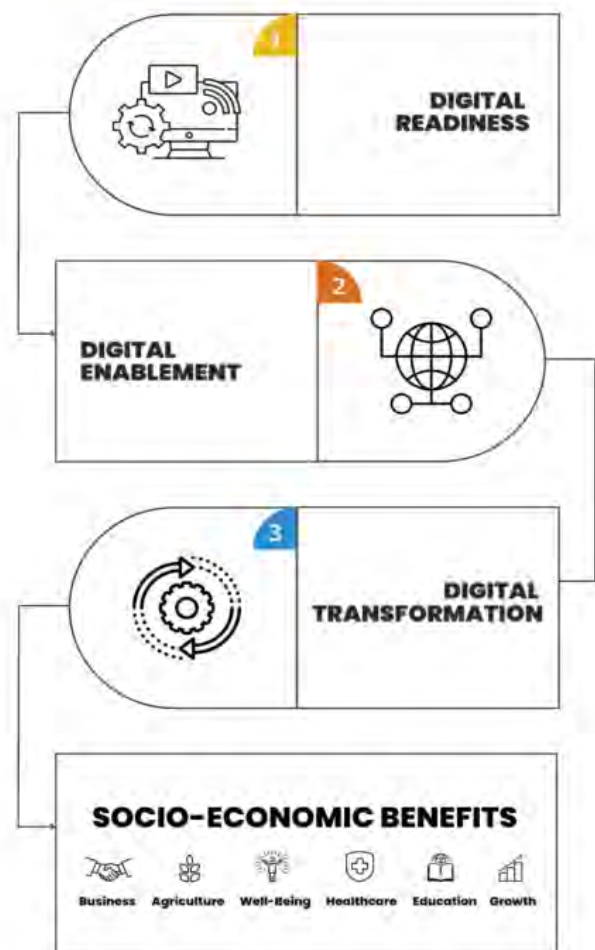 1
DIGITAL
READINESS
2
DIGITAL
ENABLEMENT
3
DIGITAL
TRANSFORMATION
SOCIO-ECONOMIC BENEFITS
Business Agriculture Well-Being Healthcare Education Growth